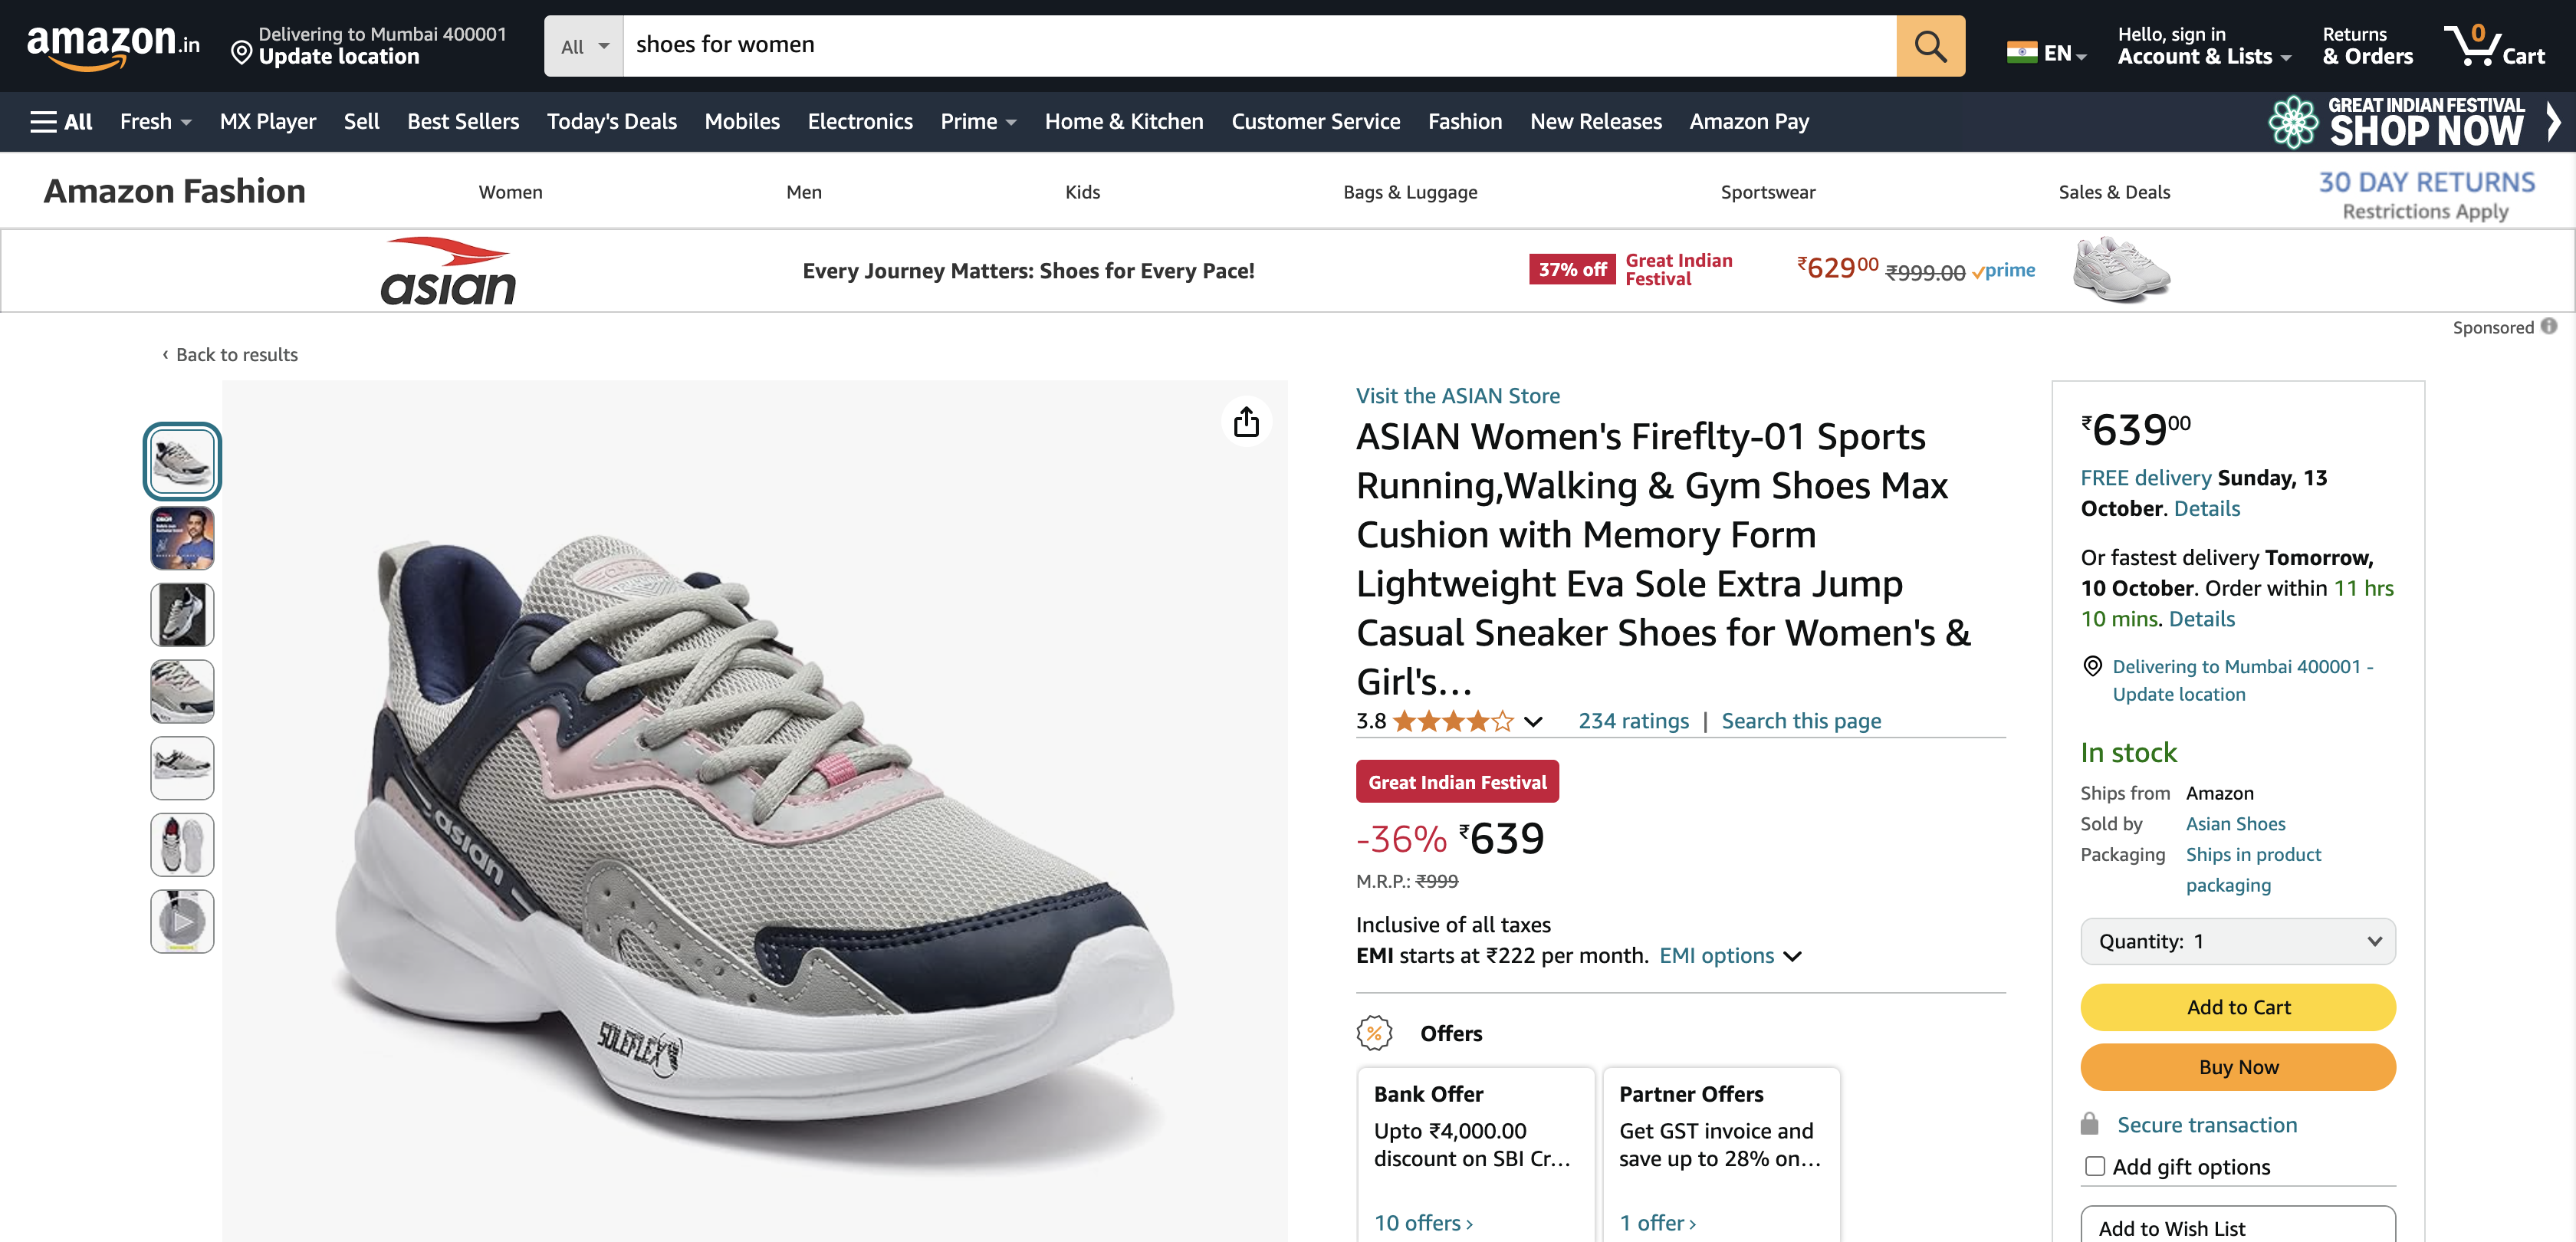 amazon.in
Delivering to Mumbai 400001
Update location
All
shoes for women
EN
Hello, sign in
Account & Lists
Returns
& Orders
0
Cart
All
Fresh
MX Player
Sell
Best Sellers
Today's Deals
Mobiles
Electronics
Prime
Home & Kitchen
Customer Service
Fashion
New Releases
Amazon Pay
GREAT INDIAN FESTIVAL
SHOP NOW
Amazon Fashion
Women
Men
Kids
Bags & Luggage
Sportswear
Sales & Deals
30 DAY RETURNS
Restrictions Apply
asian
Every Journey Matters: Shoes for Every Pace!
37% off
Great Indian
Festival
₹62900 ₹999.00 prime
Sponsored
‹ Back to results
asian
SOLEFLEX
Visit the ASIAN Store
ASIAN Women's Fireflty-01 Sports
Running,Walking & Gym Shoes Max
Cushion with Memory Form
Lightweight Eva Sole Extra Jump
Casual Sneaker Shoes for Women's &
Girl's...
3.8
234 ratings | Search this page
Great Indian Festival
-36% ₹639
M.R.P.: ₹999
Inclusive of all taxes
EMI starts at ₹222 per month. EMI options
Offers
Bank Offer
Upto ₹4,000.00
discount on SBI Cr...
10 offers ›
Partner Offers
Get GST invoice and
save up to 28% on...
1 offer ›
₹63900
FREE delivery Sunday, 13
October. Details
Or fastest delivery Tomorrow,
10 October. Order within 11 hrs
10 mins. Details
Delivering to Mumbai 400001 -
Update location
In stock
Ships from Amazon
Sold by Asian Shoes
Packaging Ships in product
packaging
Quantity: 1
Add to Cart
Buy Now
Secure transaction
Add gift options
Add to Wish List